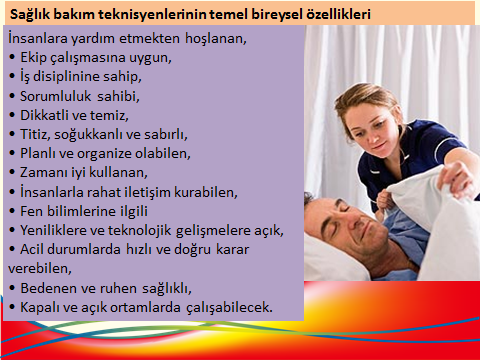 Sağlık bakım teknisyenlerinin temel bireysel özellikleri
İnsanlara yardım etmekten hoşlanan,
• Ekip çalışmasına uygun,
• İş disiplinine sahip,
• Sorumluluk sahibi,
• Dikkatli ve temiz,
• Titiz, soğukkanlı ve sabırlı,
• Planlı ve organize olabilen,
• Zamanı iyi kullanan,
• İnsanlarla rahat iletişim kurabilen,
• Fen bilimlerine ilgili
• Yeniliklere ve teknolojik gelişmelere açık,
• Acil durumlarda hızlı ve doğru karar
verebilen,
• Bedenen ve ruhen sağlıklı,
• Kapalı ve açık ortamlarda çalışabilecek.